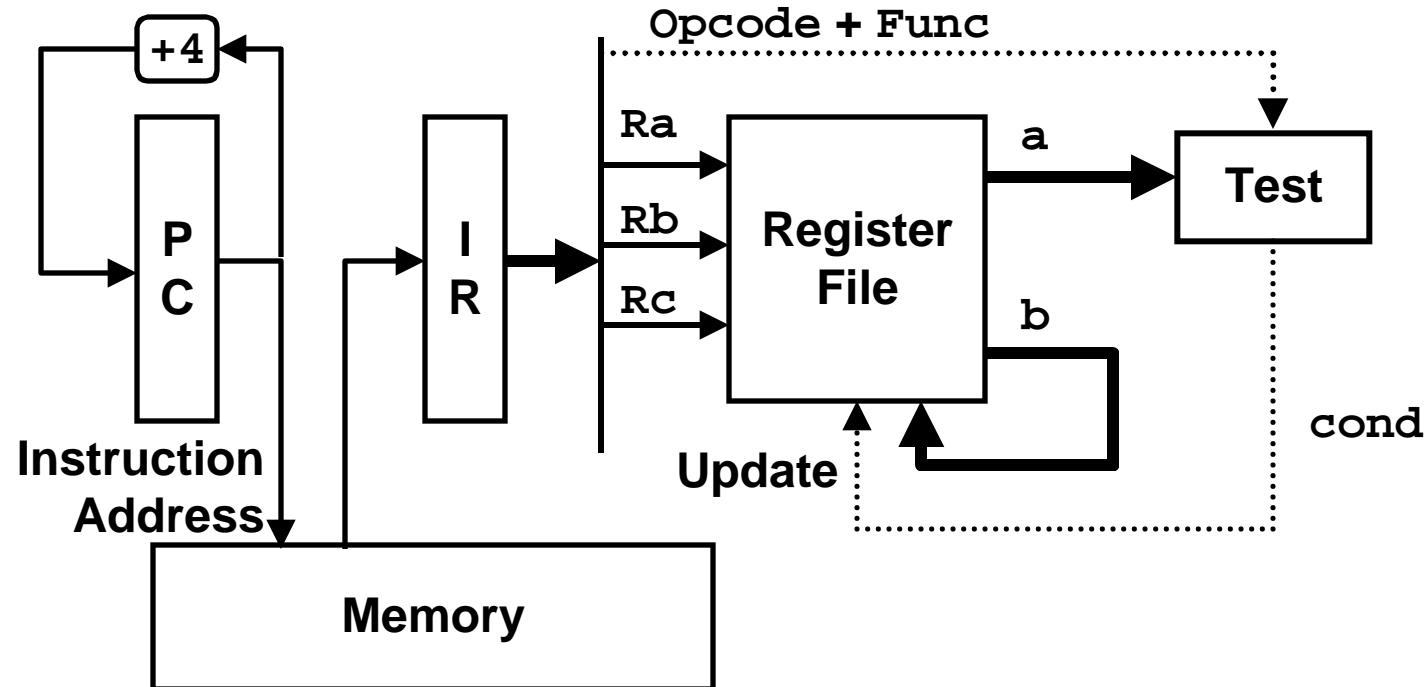 Opcode + Func
+4
Ra
a
Test
P
C
I
R
Rb
Register
File
Rc
b
cond
Instruction
Address
Update
Memory